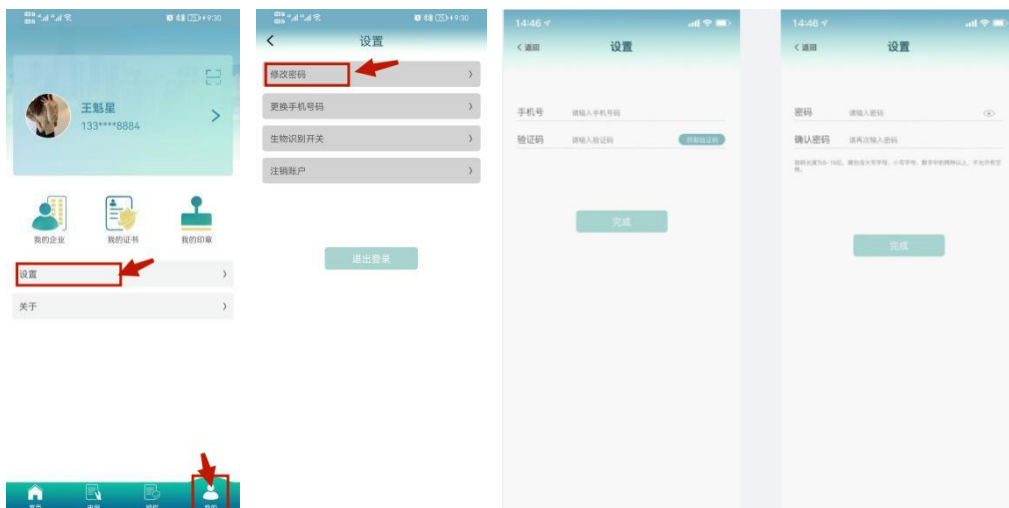 9:30
王魁星
133****8884
我的企业
我的证书
我的印章
设置
关于
首页
我的
9:30
设置
修改密码
更换手机号码
生物识别开关
注销账户
退出登录
14:46
返回
设置
手机号 请输入手机号码
验证码 请输入验证码 获取验证码
完成
14:46
返回
设置
密码 请输入密码
确认密码 请再次输入密码
完成